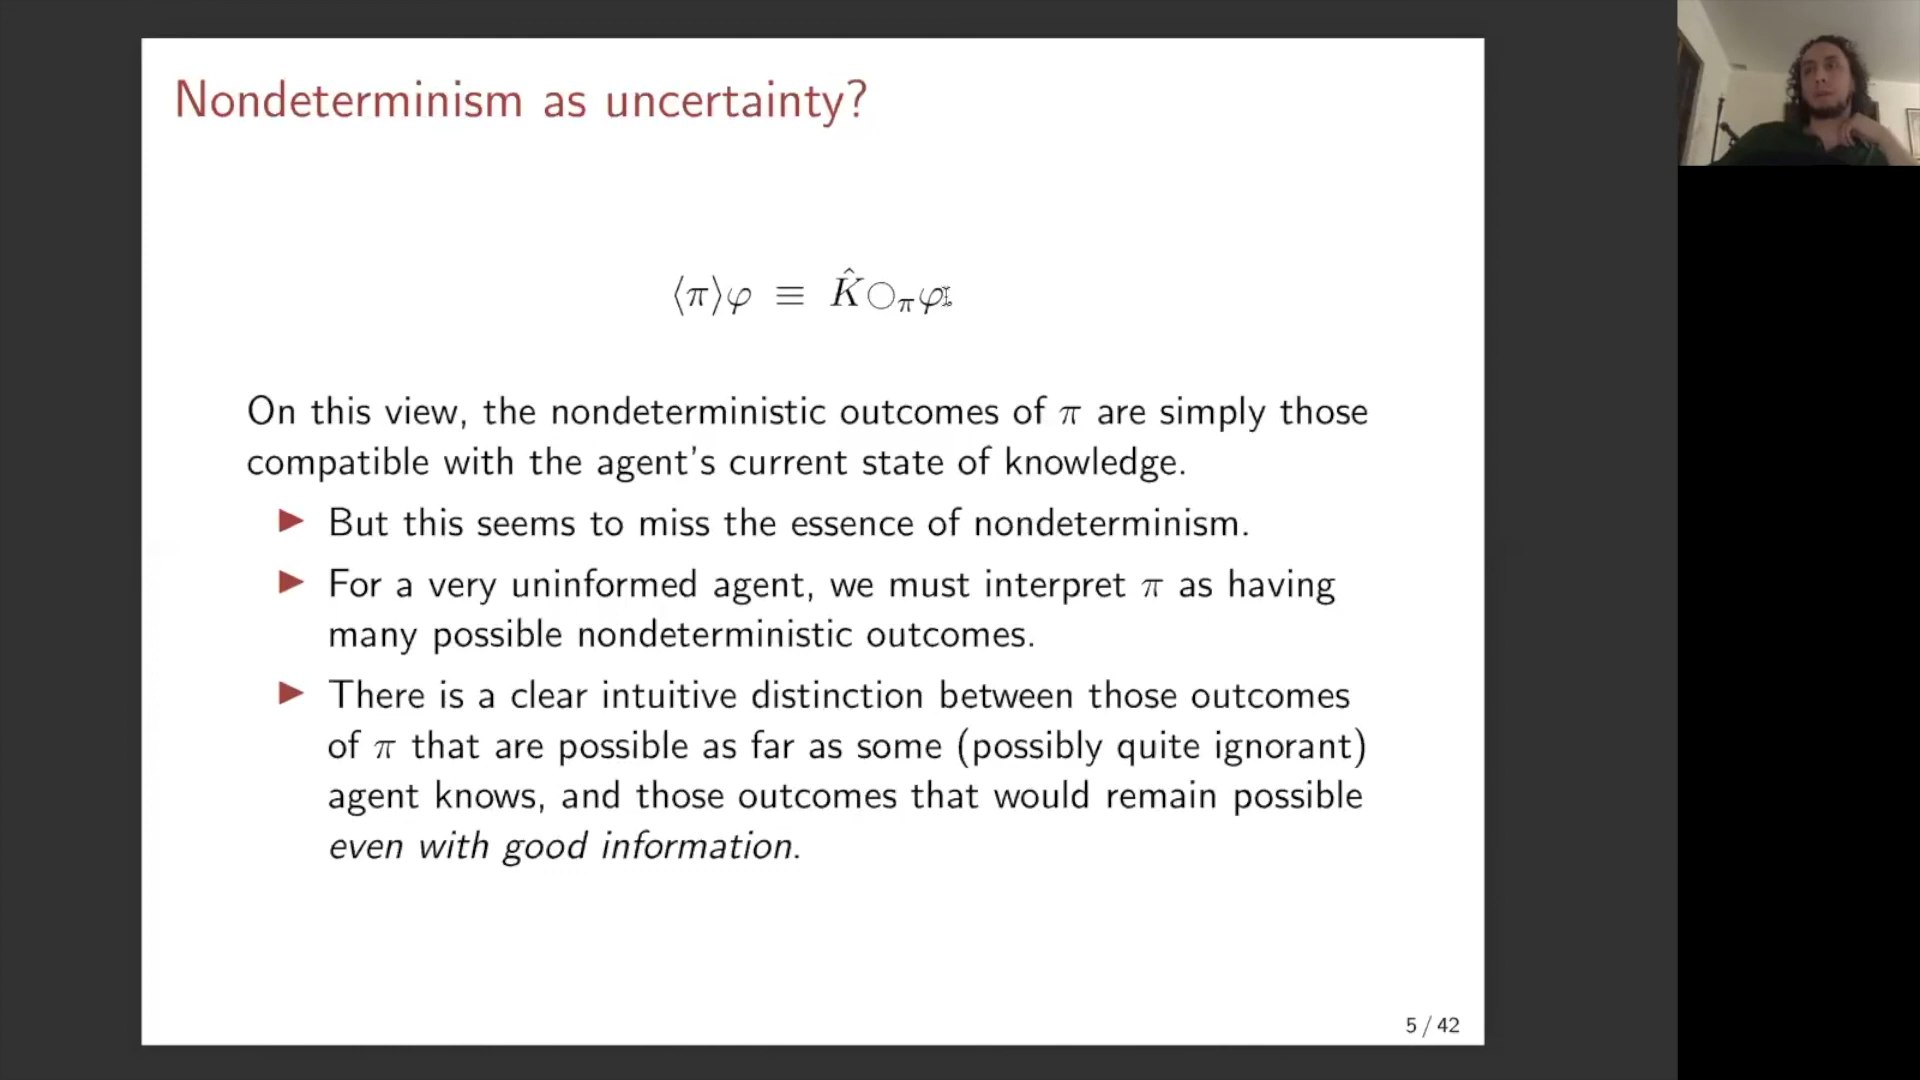 Nondeterminism as uncertainty?
⟨π⟩φ ≡ K̂○_πφ
On this view, the nondeterministic outcomes of π are simply those
compatible with the agent's current state of knowledge.
▶ But this seems to miss the essence of nondeterminism.
▶ For a very uninformed agent, we must interpret π as having
many possible nondeterministic outcomes.
▶ There is a clear intuitive distinction between those outcomes
of π that are possible as far as some (possibly quite ignorant)
agent knows, and those outcomes that would remain possible
even with good information.
5 / 42